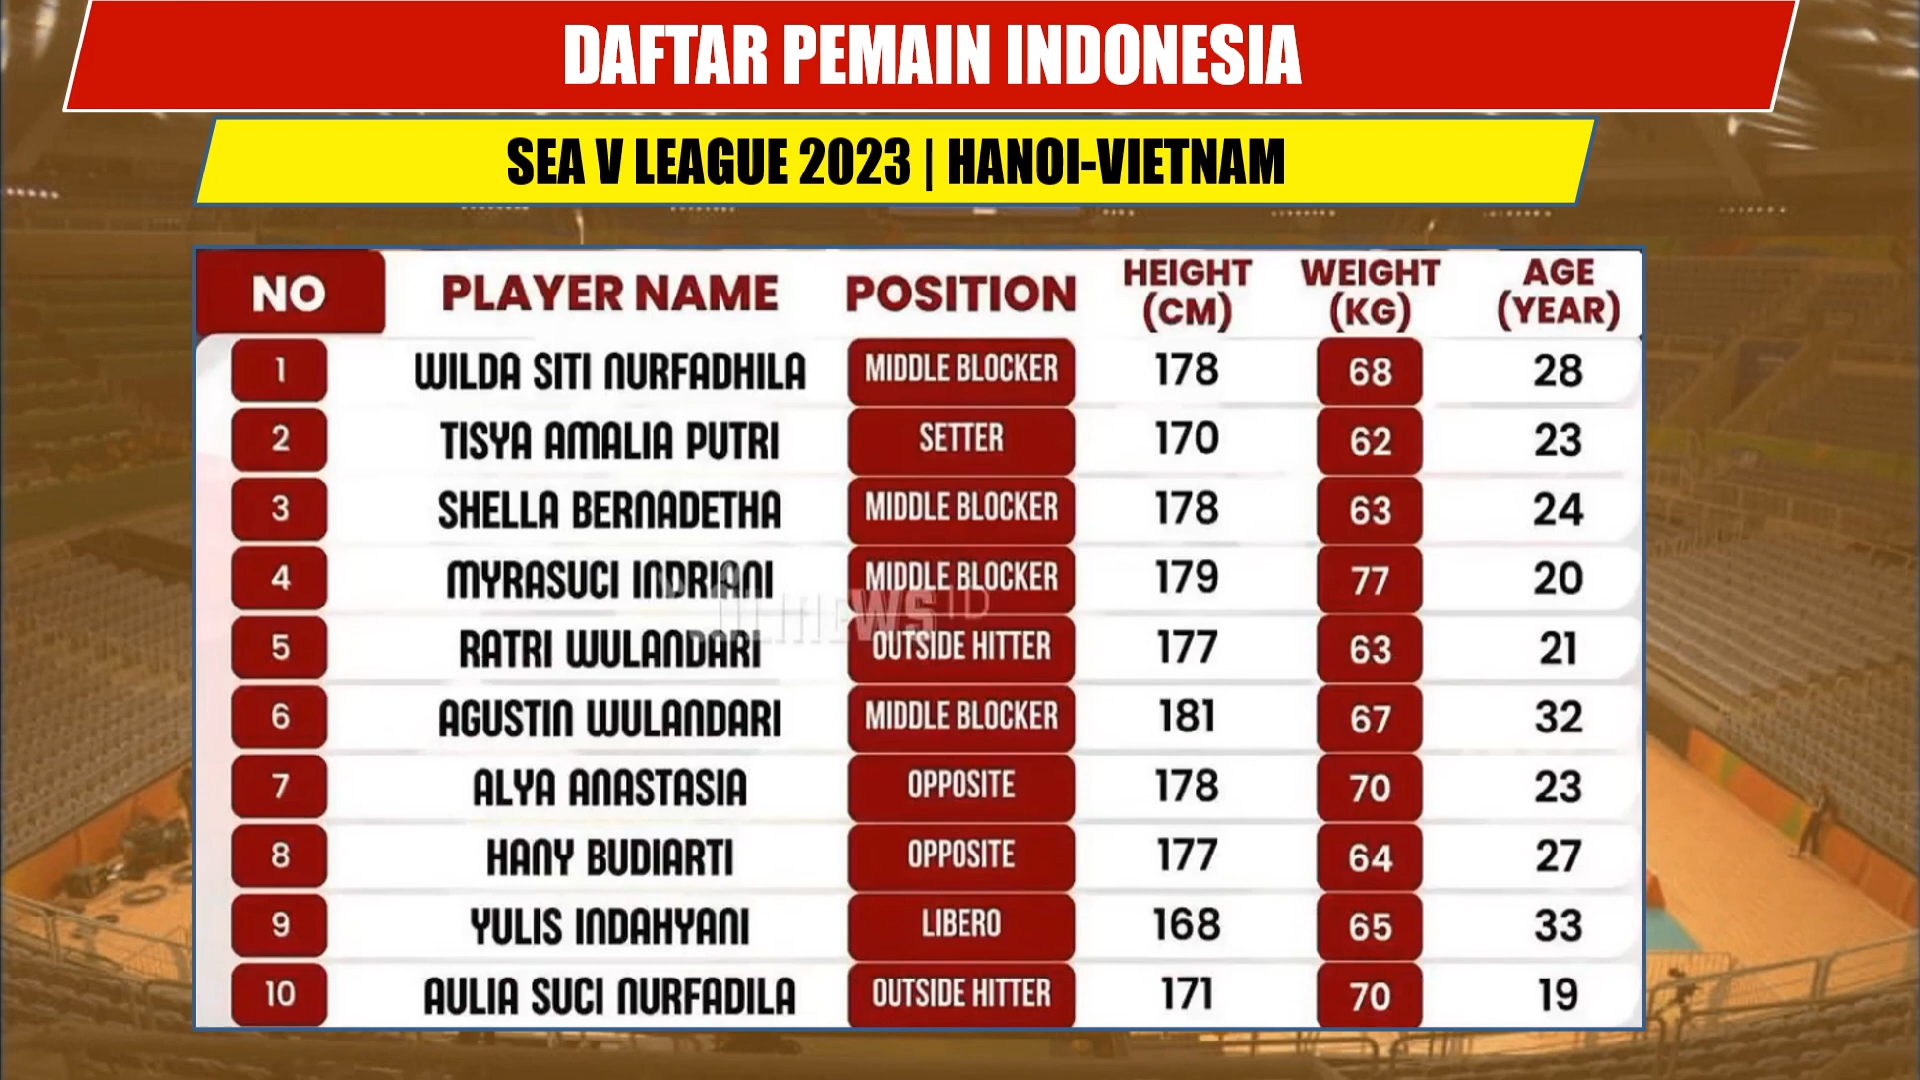 DAFTAR PEMAIN INDONESIA
SEA V LEAGUE 2023 | HANOI-VIETNAM
NO PLAYER NAME POSITION HEIGHT (CM) WEIGHT (KG) AGE (YEAR)
1 WILDA SITI NURFADHILA MIDDLE BLOCKER 178 68 28
2 TISYA AMALIA PUTRI SETTER 170 62 23
3 SHELLA BERNADETHA MIDDLE BLOCKER 178 63 24
4 MYRASUCI INDRIANI MIDDLE BLOCKER 179 77 20
5 RATRI WULANDARI OUTSIDE HITTER 177 63 21
6 AGUSTIN WULANDARI MIDDLE BLOCKER 181 67 32
7 ALYA ANASTASIA OPPOSITE 178 70 23
8 HANY BUDIARTI OPPOSITE 177 64 27
9 YULIS INDAHYANI LIBERO 168 65 33
10 AULIA SUCI NURFADILA OUTSIDE HITTER 171 70 19